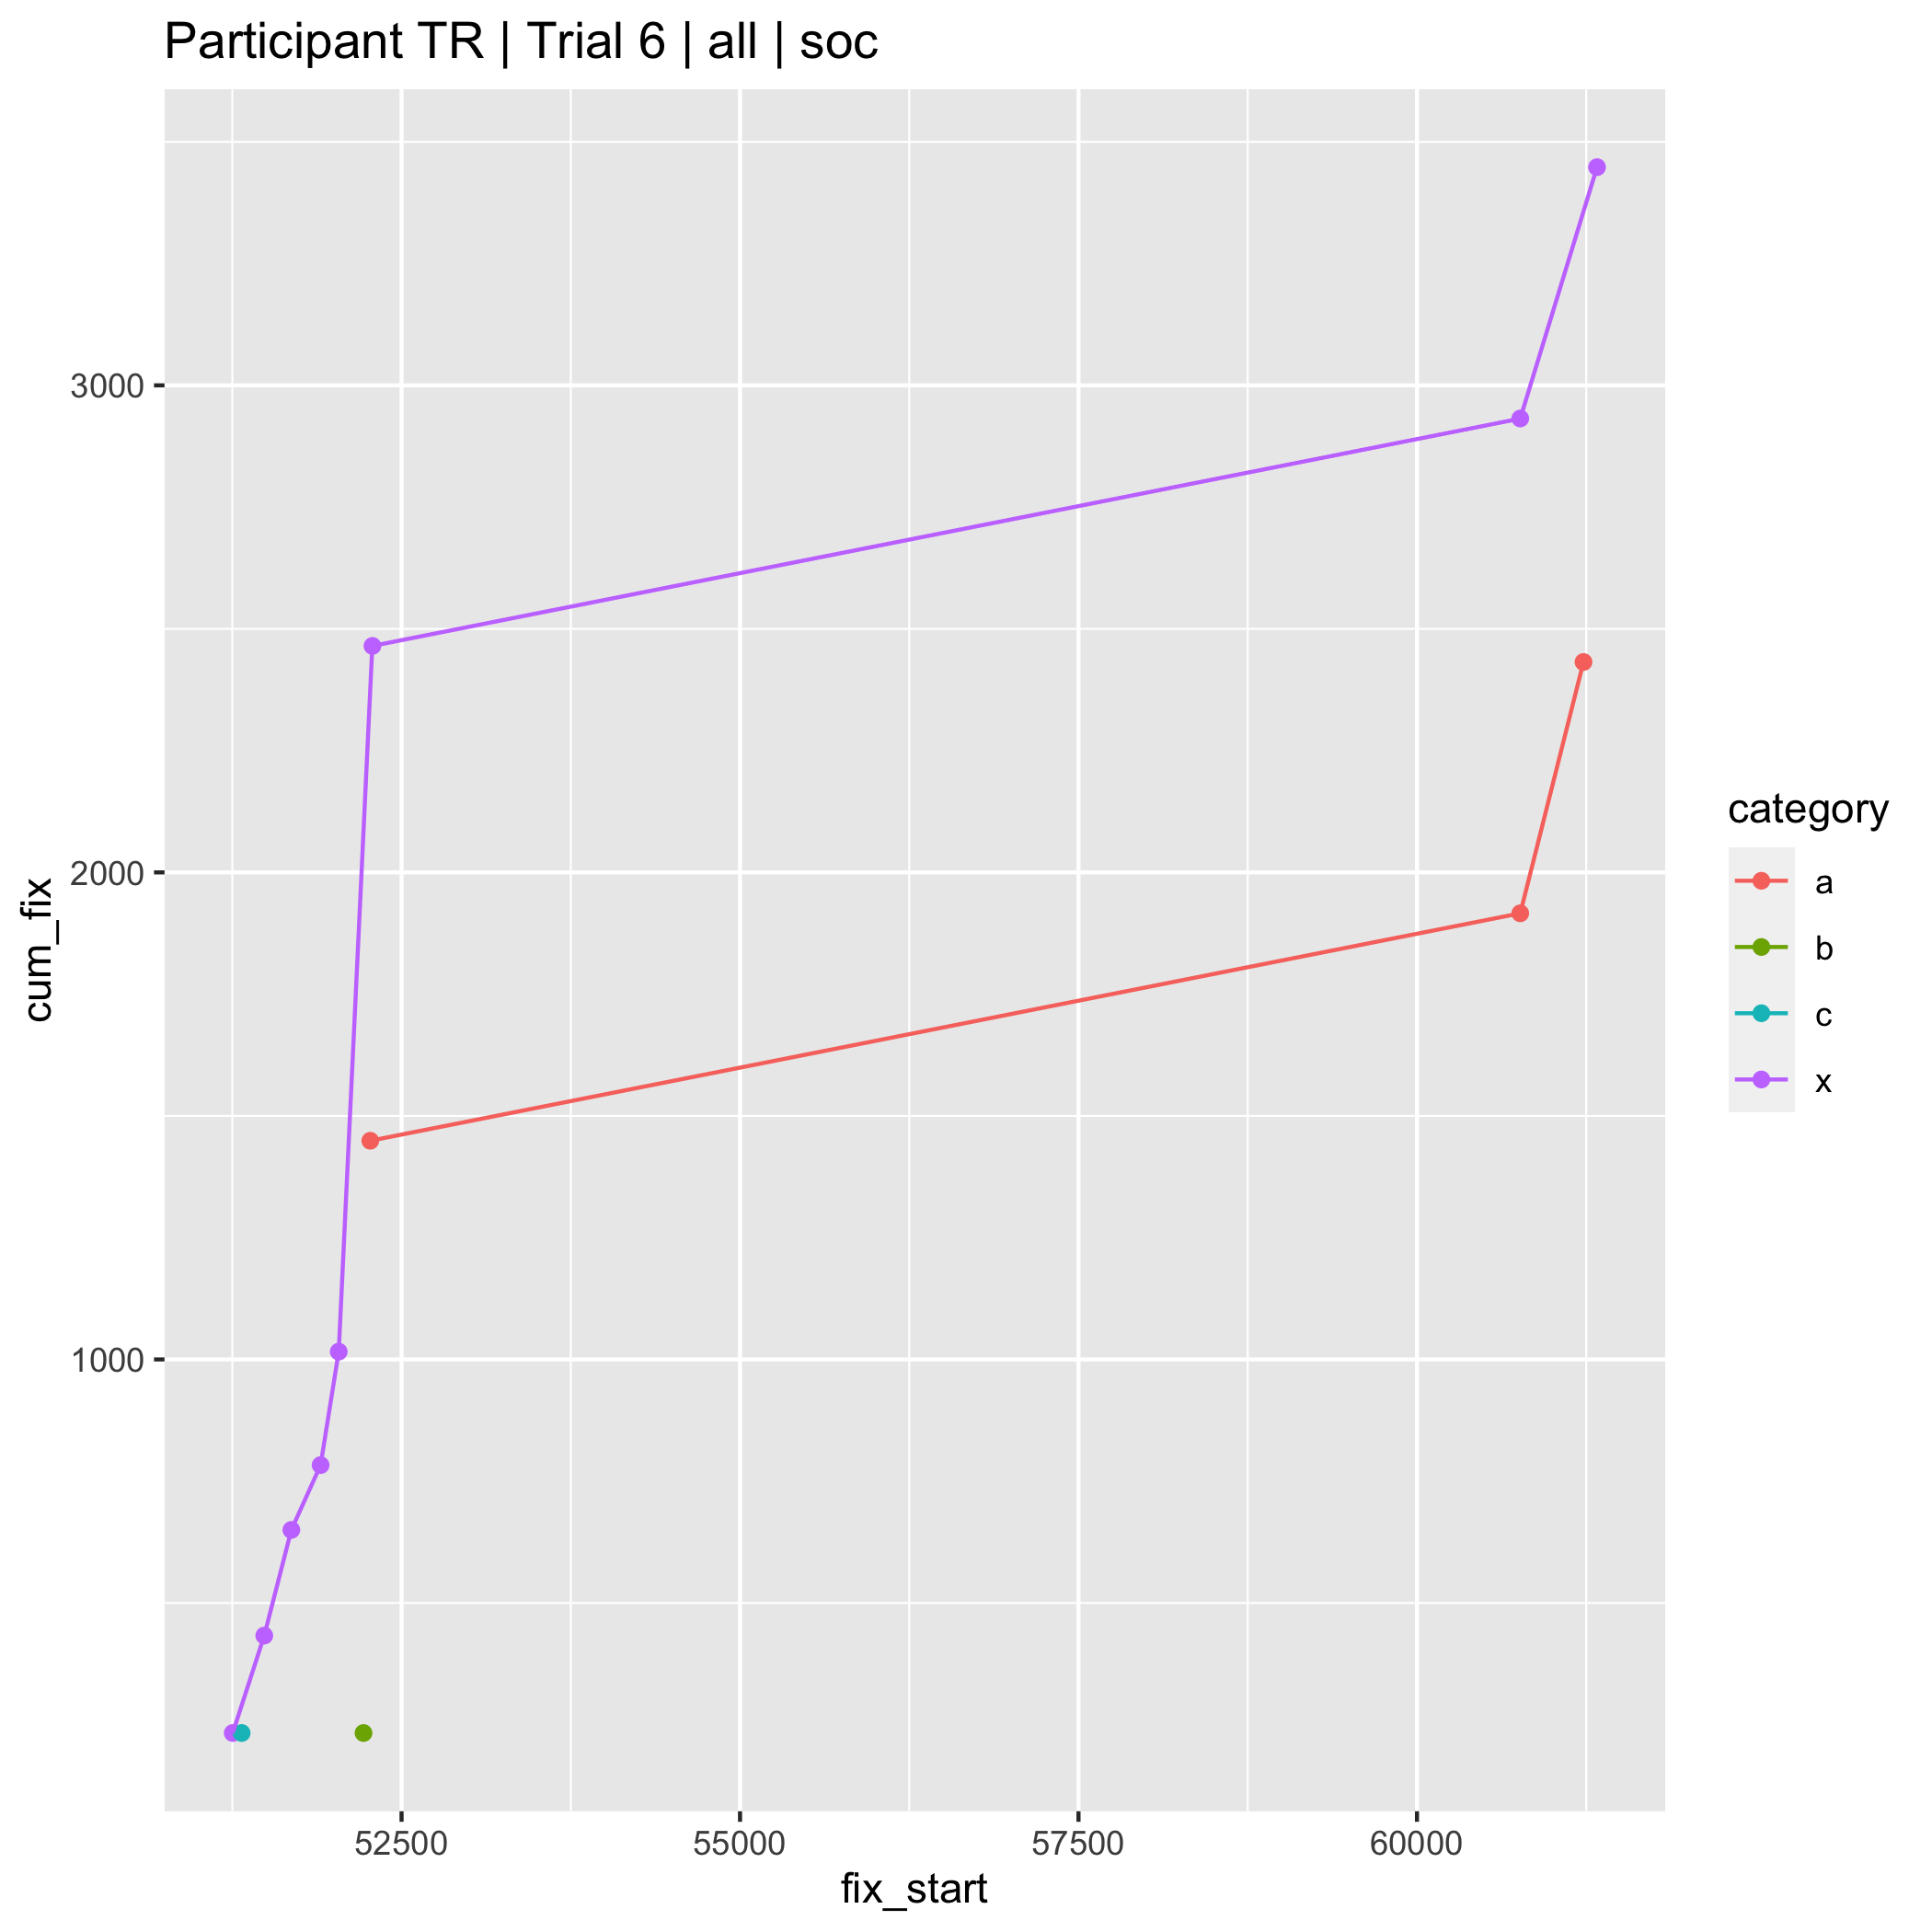 Participant TR | Trial 6 | all | soc
3000
2000
1000
cum_fix
52500 55000 57500 60000
fix_start
category
a
b
c
x